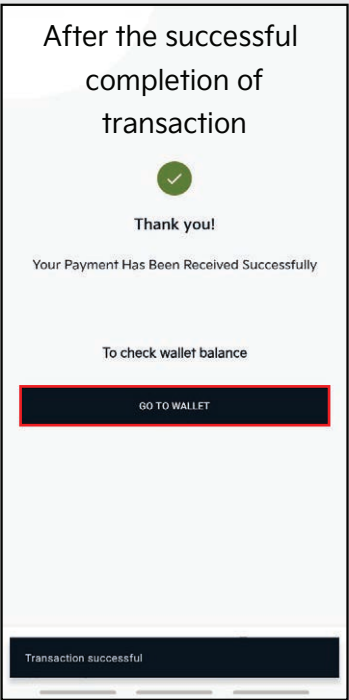 After the successful
completion of
transaction
Thank you!
Your Payment Has Been Received Successfully
To check wallet balance
GO TO WALLET
Transaction successful